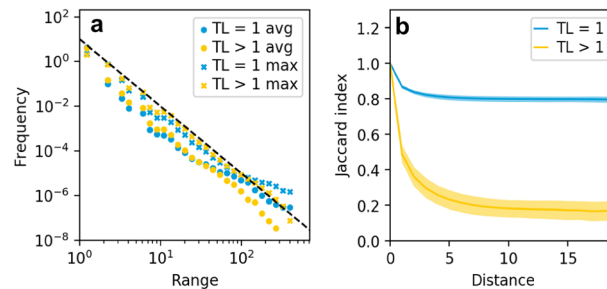 a
TL = 1 avg
TL > 1 avg
TL = 1 max
TL > 1 max
10²
10⁰
10⁻²
10⁻⁴
10⁻⁶
10⁻⁸
Frequency
10⁰ 10¹ 10²
Range
b
TL = 1
TL > 1
1.2
1.0
0.8
0.6
0.4
0.2
0.0
Jaccard index
0 5 10 15
Distance